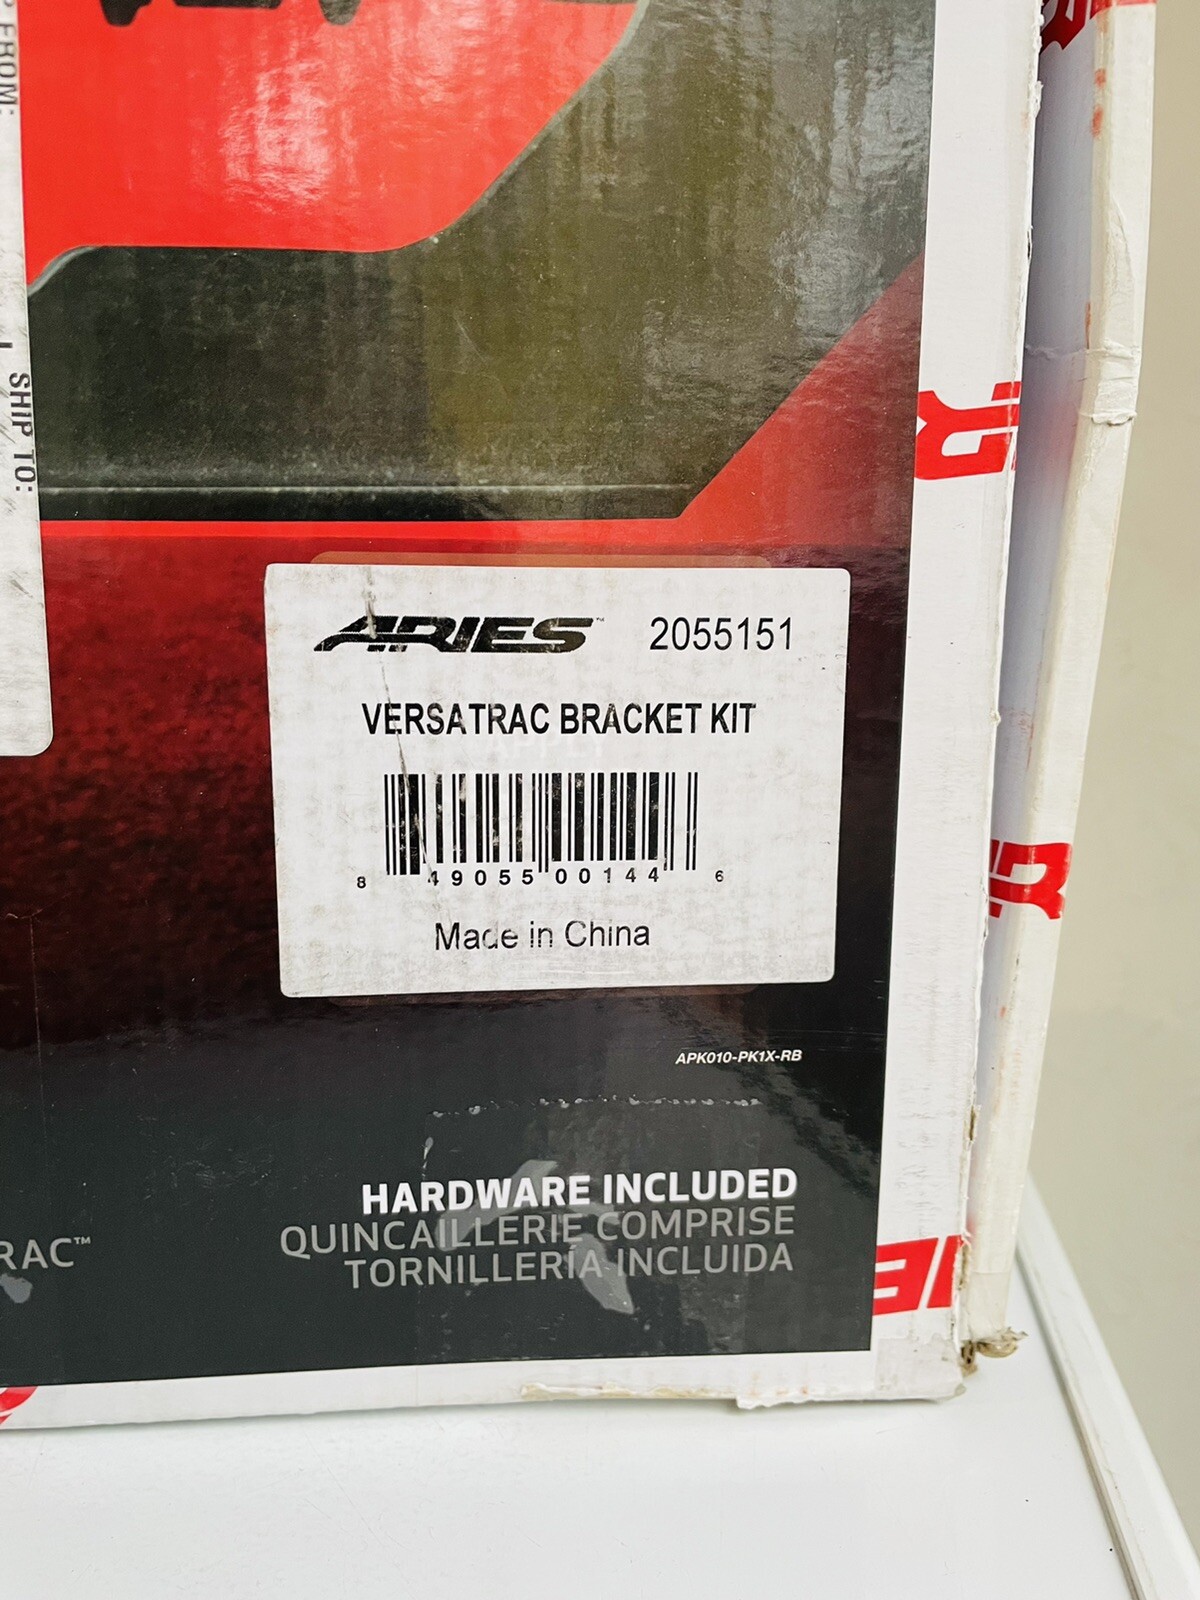 FROM:
SHIP TO:
ARIES™ 2055151
VERSATRAC BRACKET KIT
8 49055 00144 6
Made in China
APK010-PK1X-RB
HARDWARE INCLUDED
QUINCAILLERIE COMPRISE
TORNILLERÍA INCLUIDA
RAC™